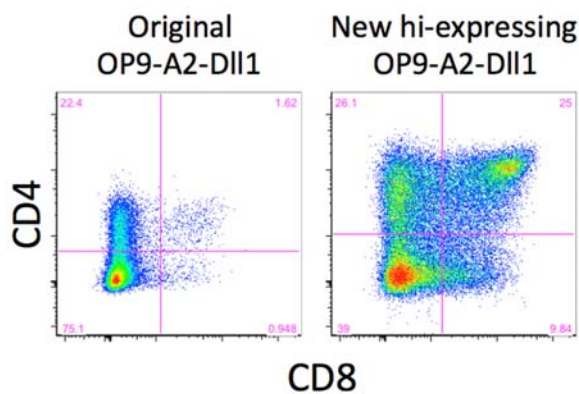 Original
OP9-A2-Dll1
New hi-expressing
OP9-A2-Dll1
22.4
1.62
75.1
0.948
26.1
25
39
9.84
CD4
CD8